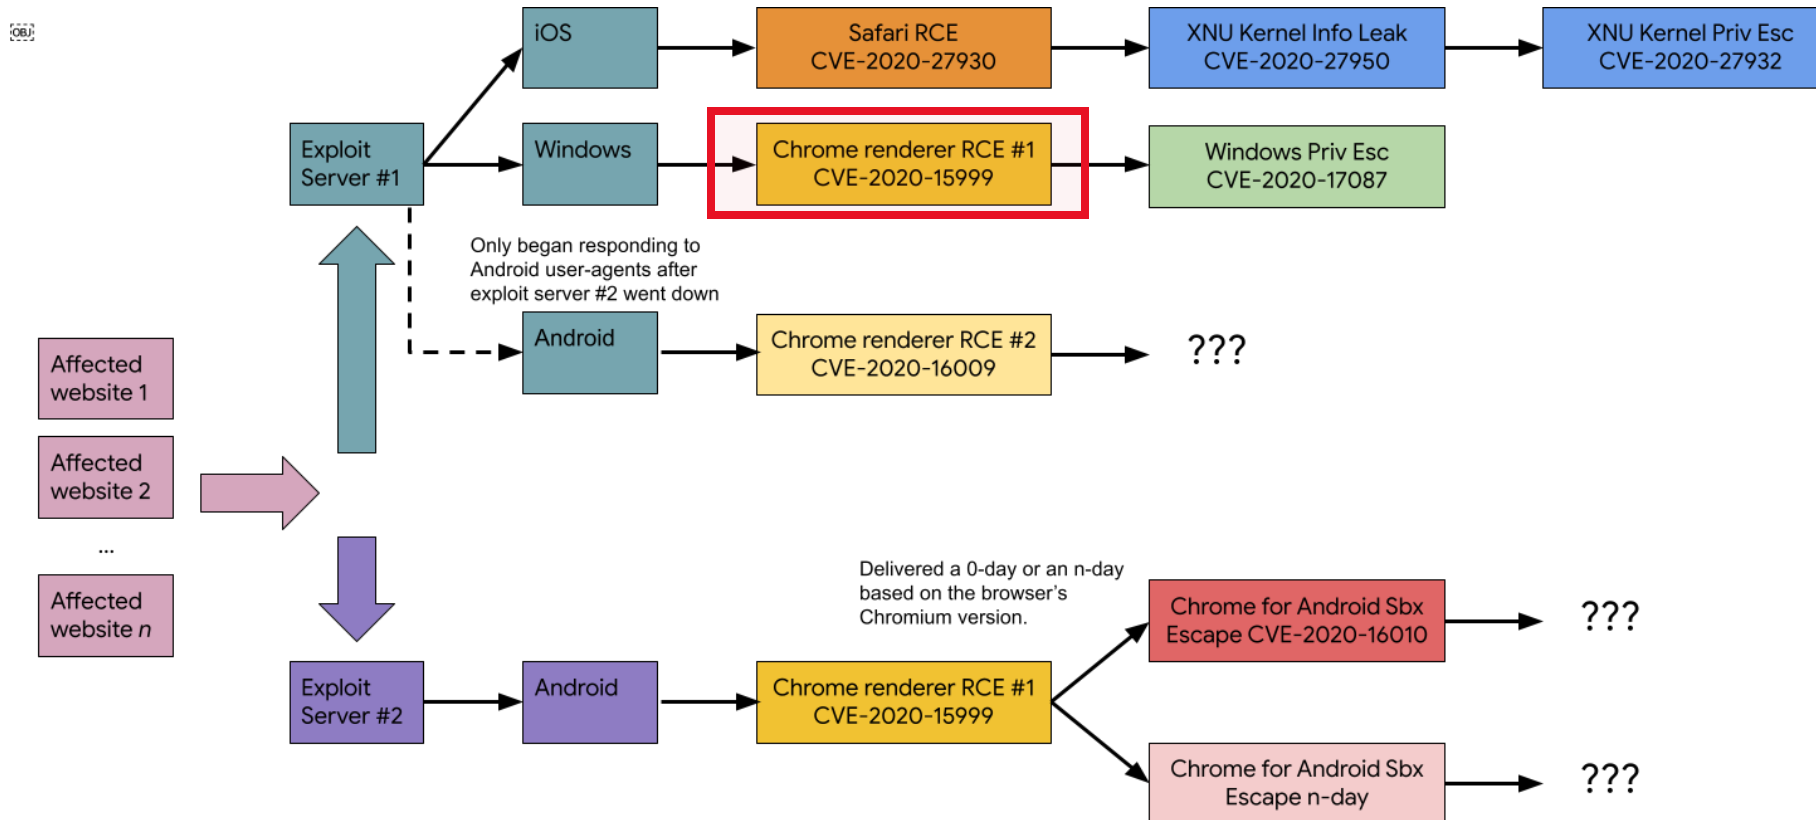 OBJ
iOS
Safari RCE
CVE-2020-27930
XNU Kernel Info Leak
CVE-2020-27950
XNU Kernel Priv Esc
CVE-2020-27932
Exploit
Server #1
Windows
Chrome renderer RCE #1
CVE-2020-15999
Windows Priv Esc
CVE-2020-17087
Only began responding to
Android user-agents after
exploit server #2 went down
Android
Chrome renderer RCE #2
CVE-2020-16009
???
Affected
website 1
Affected
website 2
...
Affected
website n
Delivered a 0-day or an n-day
based on the browser’s
Chromium version.
Exploit
Server #2
Android
Chrome renderer RCE #1
CVE-2020-15999
Chrome for Android Sbx
Escape CVE-2020-16010
???
Chrome for Android Sbx
Escape n-day
???